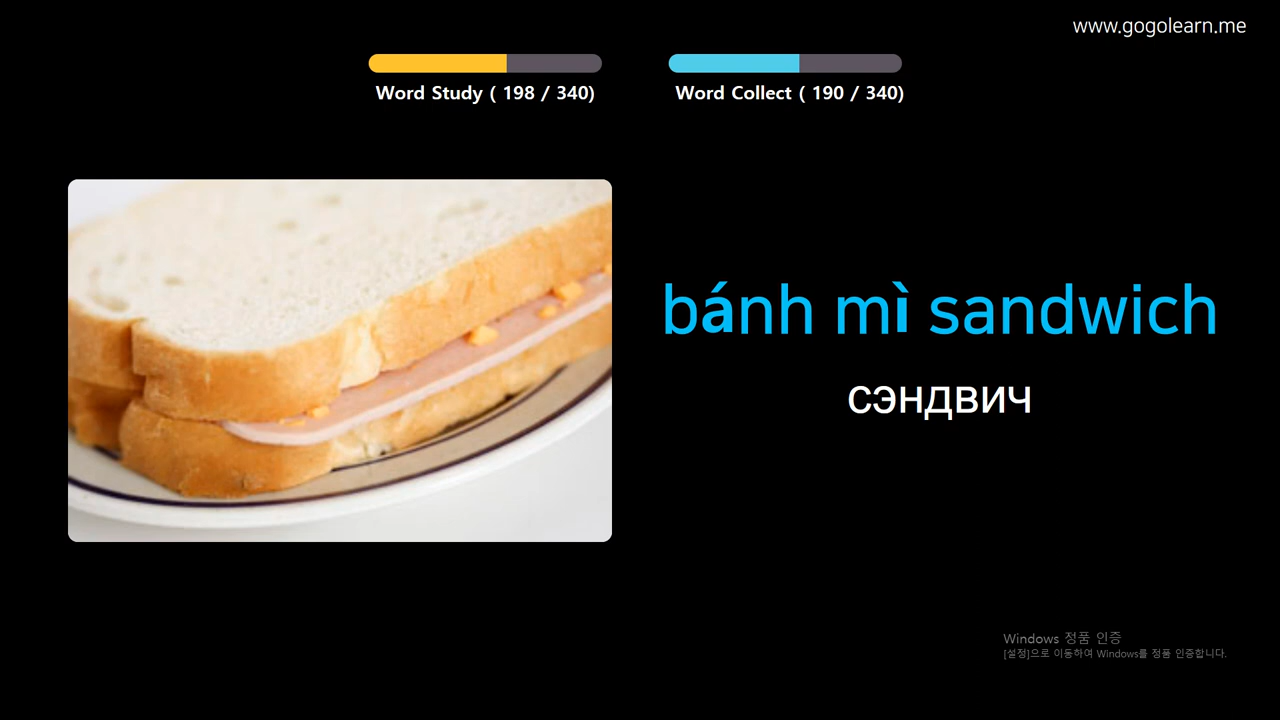 www.gogolearn.me
Word Study ( 198 / 340)
Word Collect ( 190 / 340)
bánh mì sandwich
сэндвич
Windows 정품 인증
[설정]으로 이동하여 Windows를 정품 인증합니다.